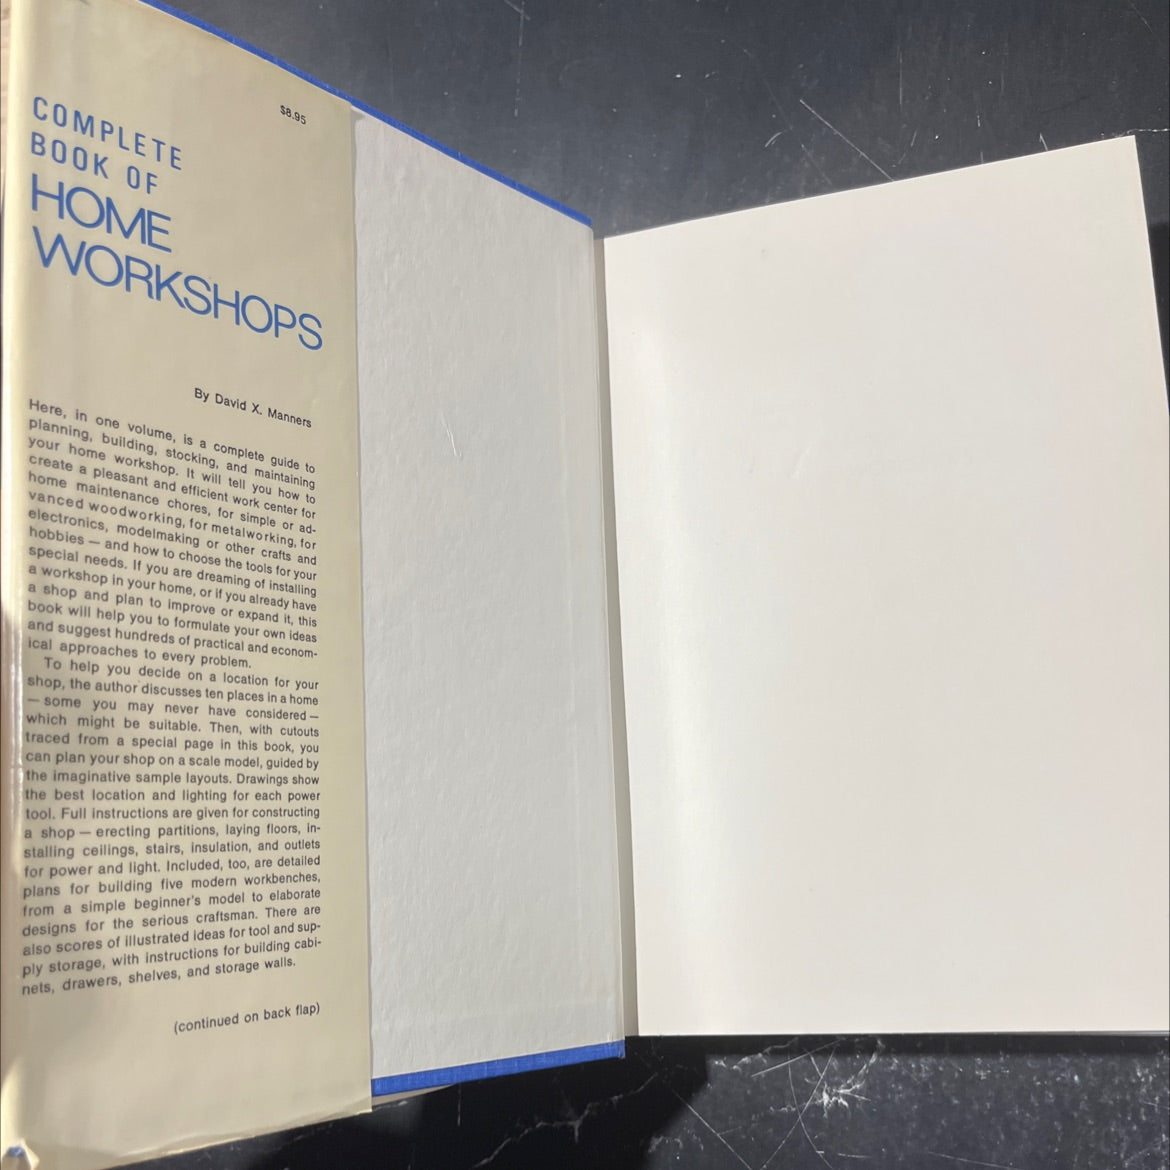 $8.95
COMPLETE
BOOK OF
HOME
WORKSHOPS
By David X. Manners
Here, in one volume, is a complete guide to
planning, building, stocking, and maintaining
your home workshop. It will tell you how to
create a pleasant and efficient work center for
home maintenance chores, for simple or ad-
vanced woodworking, for metalworking, for
electronics, modelmaking or other crafts and
hobbies — and how to choose the tools for your
special needs. If you are dreaming of installing
a workshop in your home, or if you already have
a shop and plan to improve or expand it, this
book will help you to formulate your own ideas
and suggest hundreds of practical and econom-
ical approaches to every problem.
To help you decide on a location for your
shop, the author discusses ten places in a home
— some you may never have considered —
which might be suitable. Then, with cutouts
traced from a special page in this book, you
can plan your shop on a scale model, guided by
the imaginative sample layouts. Drawings show
the best location and lighting for each power
tool. Full instructions are given for constructing
a shop — erecting partitions, laying floors, in-
stalling ceilings, stairs, insulation, and outlets
for power and light. Included, too, are detailed
plans for building five modern workbenches,
from a simple beginner's model to elaborate
designs for the serious craftsman. There are
also scores of illustrated ideas for tool and sup-
ply storage, with instructions for building cabi-
nets, drawers, shelves, and storage walls.
(continued on back flap)